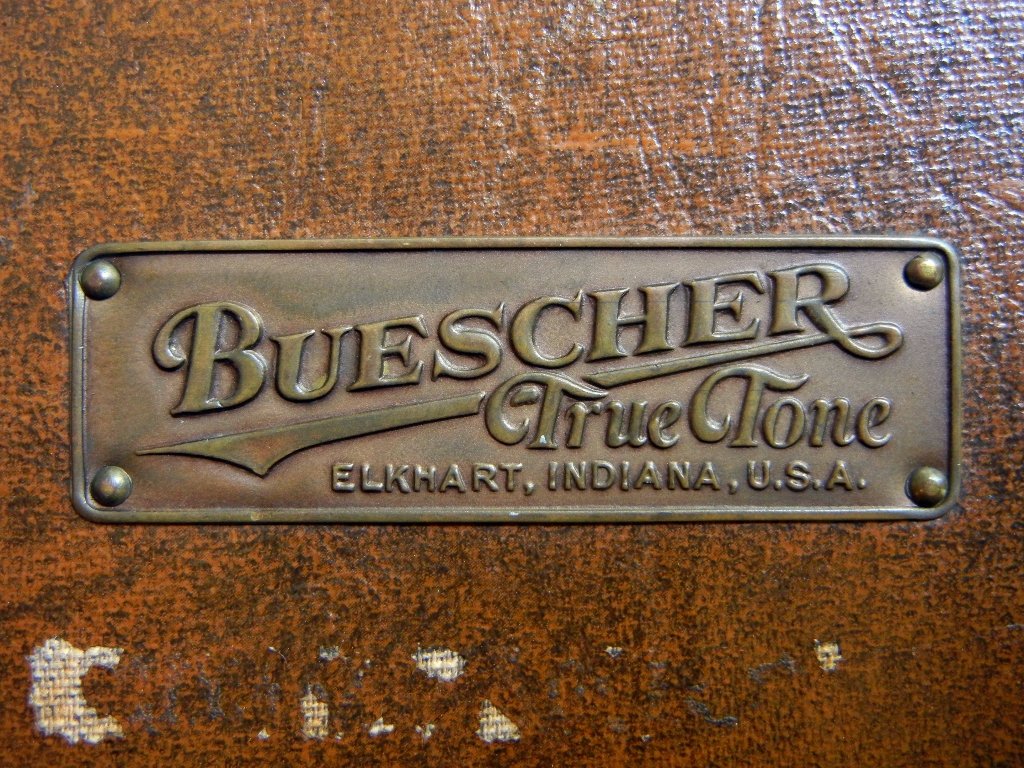 BUESCHER
True Tone
ELKHART, INDIANA, U.S.A.